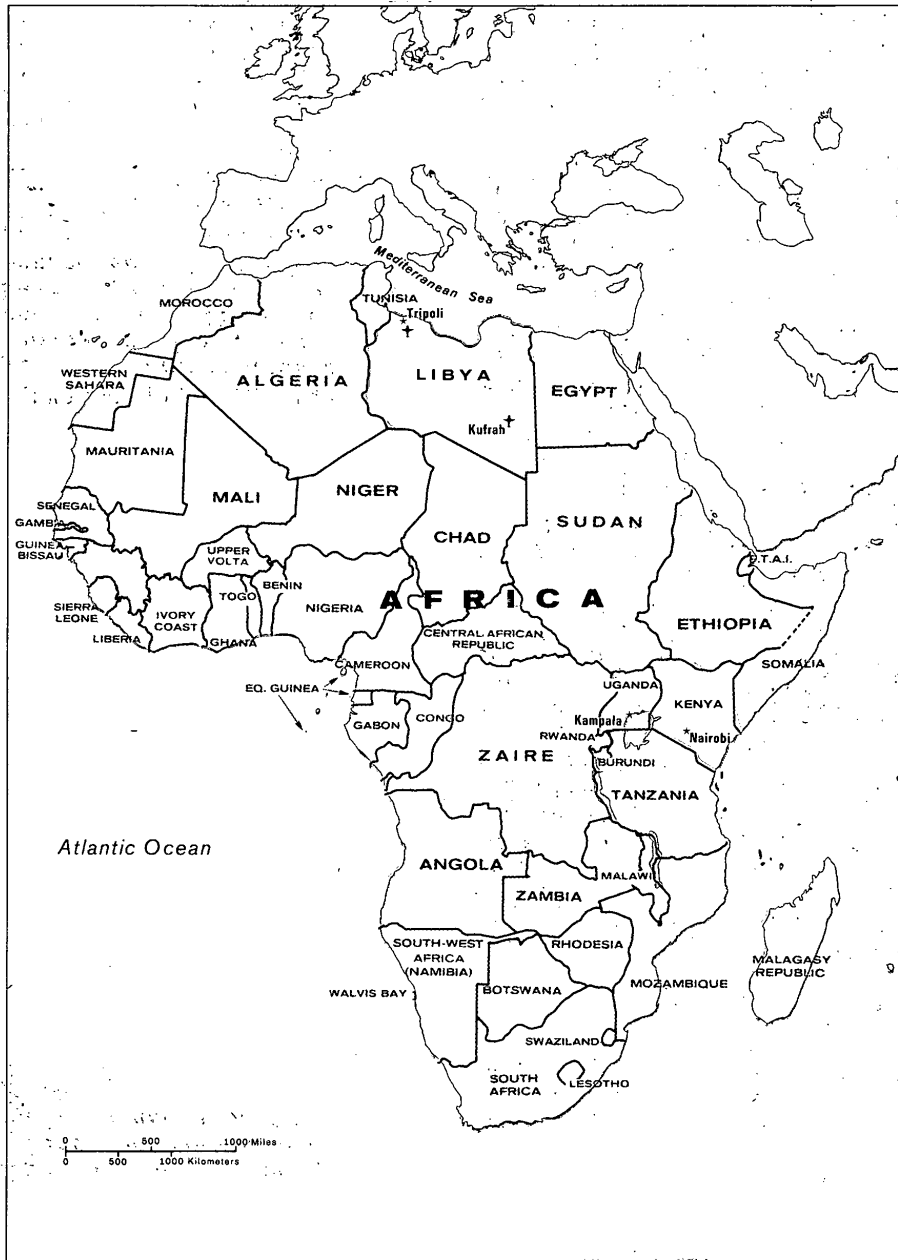 Mediterranean Sea
MOROCCO
TUNISIA
Tripoli
WESTERN
SAHARA
ALGERIA
LIBYA
EGYPT
Kufrah
MAURITANIA
MALI
NIGER
CHAD
SUDAN
SENEGAL
GAMBIA
GUINEA-
BISSAU
UPPER
VOLTA
BENIN
TOGO
NIGERIA
AFRICA
F.T.A.I.
SIERRA
LEONE
IVORY
COAST
LIBERIA
GHANA
CENTRAL AFRICAN
REPUBLIC
ETHIOPIA
CAMEROON
SOMALIA
EQ. GUINEA
UGANDA
KENYA
GABON
CONGO
Kampala
Nairobi
RWANDA
ZAIRE
BURUNDI
TANZANIA
Atlantic Ocean
ANGOLA
MALAWI
ZAMBIA
SOUTH-WEST
AFRICA
(NAMIBIA)
RHODESIA
MALAGASY
REPUBLIC
WALVIS BAY
BOTSWANA
MOZAMBIQUE
SWAZILAND
SOUTH
AFRICA
LESOTHO
0 500 1000 Miles
0 500 1000 Kilometers